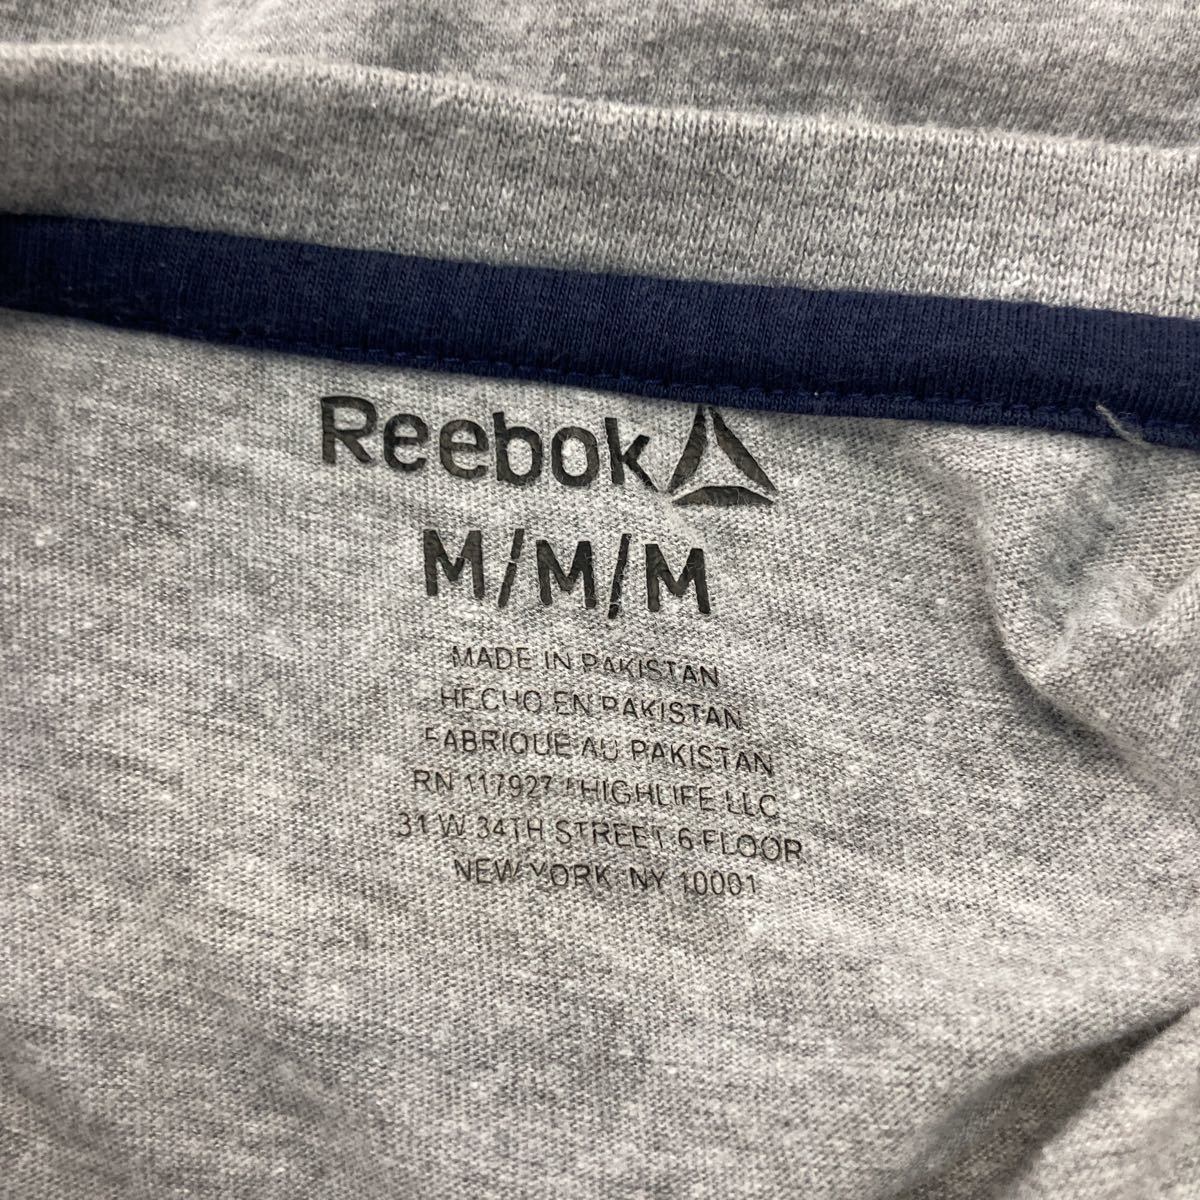 Reebok
M/M/M
MADE IN PAKISTAN
HECHO EN PAKISTAN
FABRIQUE AU PAKISTAN
RN 117927 HIGHLIFE LLC
31 W 34TH STREET 6 FLOOR
NEW YORK, NY 10001